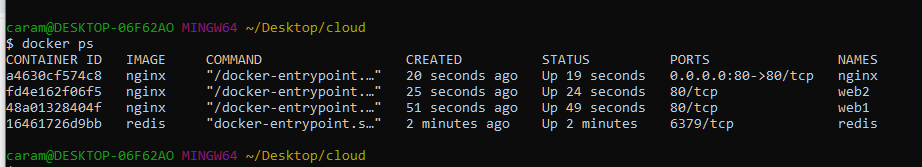 caram@DESKTOP-06F62AO MINGW64 ~/Desktop/cloud
$ docker ps
CONTAINER ID   IMAGE   COMMAND                  CREATED          STATUS          PORTS                NAMES
a4630cf574c8   nginx   "/docker-entrypoint.…"   20 seconds ago   Up 19 seconds   0.0.0.0:80->80/tcp   nginx
fd4e162f06f5   nginx   "/docker-entrypoint.…"   25 seconds ago   Up 24 seconds   80/tcp               web2
48a01328404f   nginx   "/docker-entrypoint.…"   51 seconds ago   Up 49 seconds   80/tcp               web1
16461726d9bb   redis   "docker-entrypoint.s…"   2 minutes ago    Up 2 minutes    6379/tcp             redis
caram@DESKTOP-06F62AO MINGW64 ~/Desktop/cloud